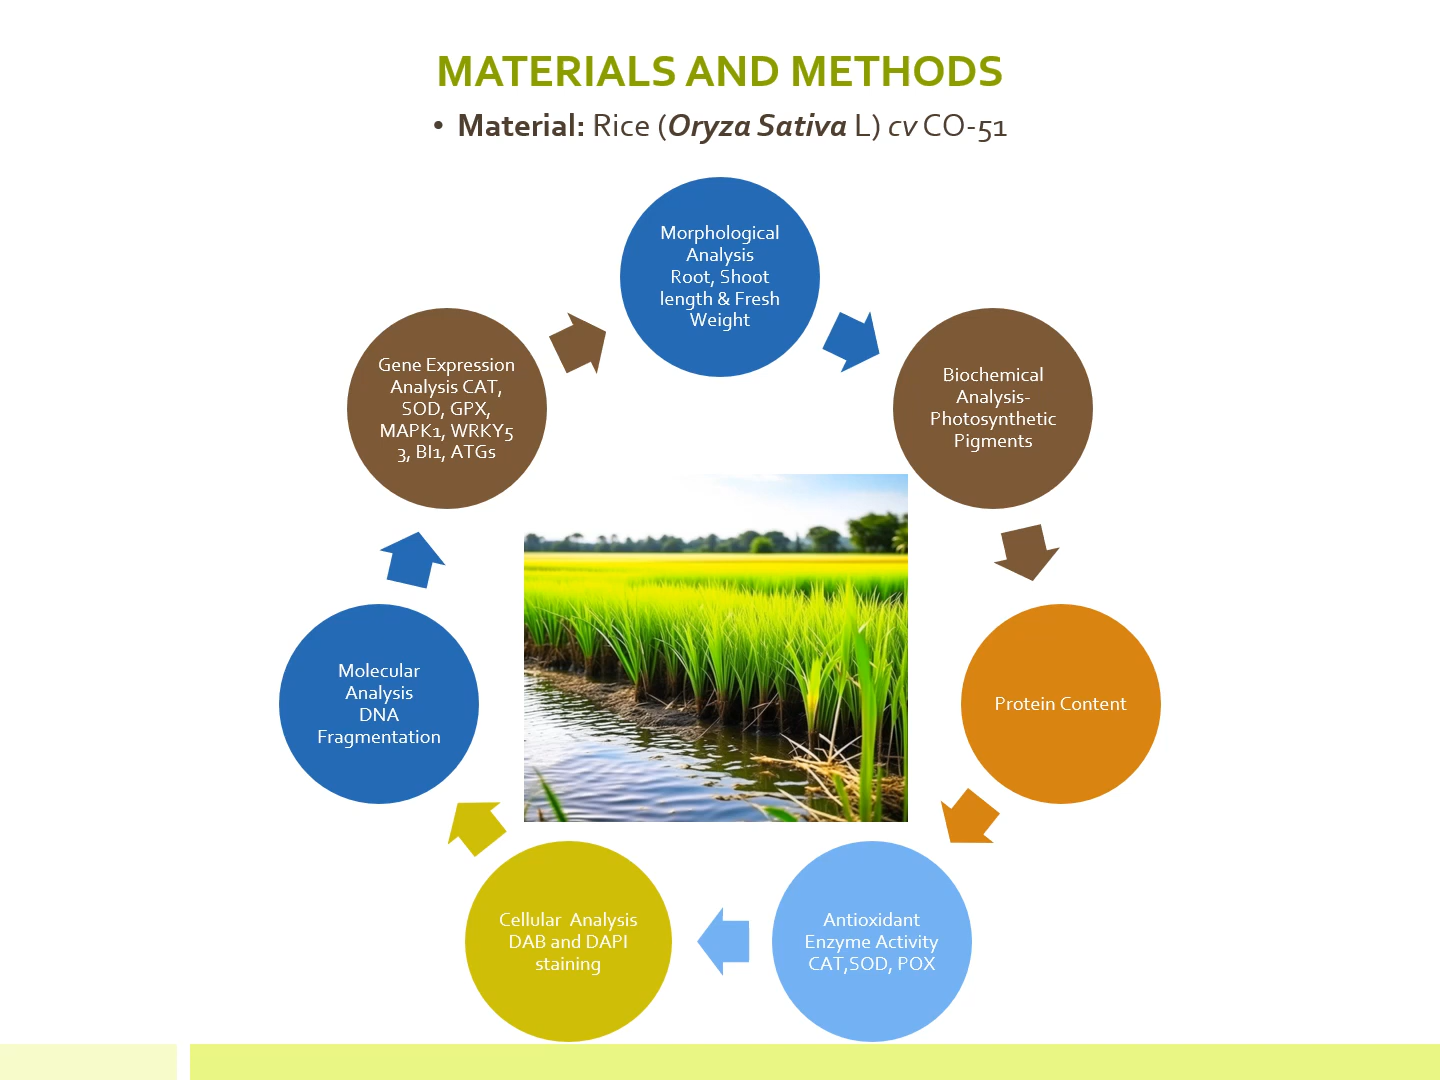 MATERIALS AND METHODS
• Material: Rice (Oryza Sativa L) cv CO-51
Morphological
Analysis
Root, Shoot
length & Fresh
Weight
Biochemical
Analysis-
Photosynthetic
Pigments
Protein Content
Antioxidant
Enzyme Activity
CAT,SOD, POX
Cellular  Analysis
DAB and DAPI
staining
Molecular
Analysis
DNA
Fragmentation
Gene Expression
Analysis CAT,
SOD, GPX,
MAPK1, WRKY5
3, BI1, ATGs